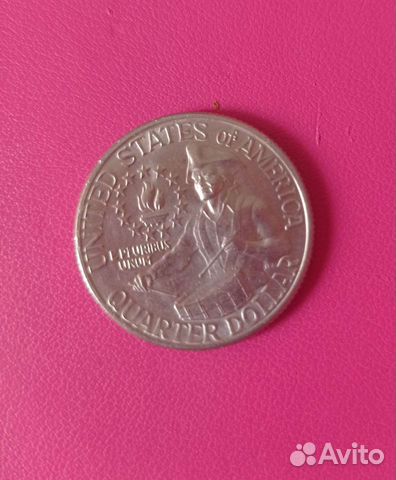 UNITED STATES OF AMERICA
E PLURIBUS
UNUM
QUARTER DOLLAR
Avito